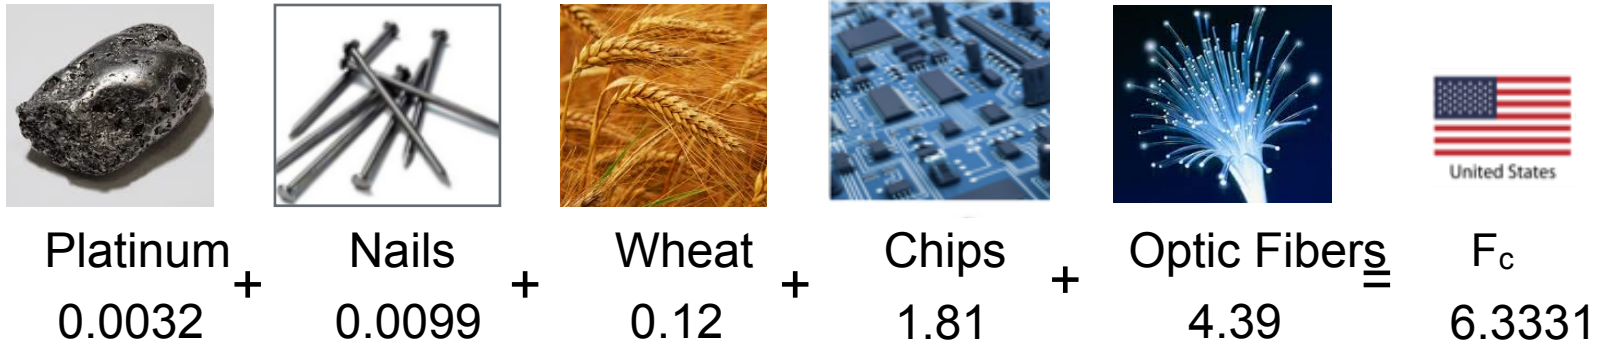 United States
Platinum + Nails + Wheat + Chips + Optic Fibers = Fc
0.0032 0.0099 0.12 1.81 4.39 6.3331